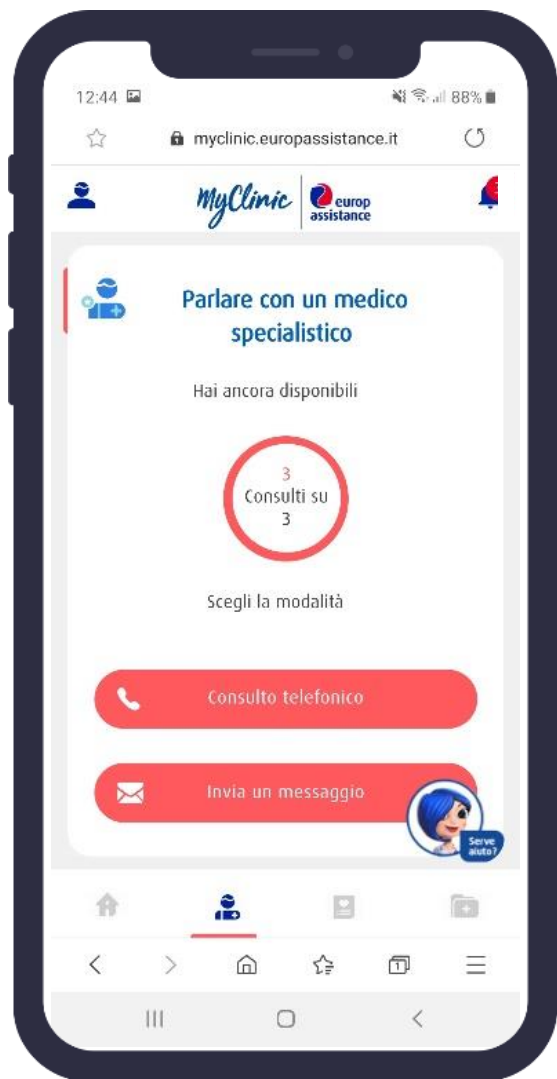 12:44
88%
myclinic.europassistance.it
MyClinic
europ
assistance
Parlare con un medico
specialistico
Hai ancora disponibili
3
Consulti su
3
Scegli la modalità
Consulto telefonico
Invia un messaggio
Serve
aiuto?
1